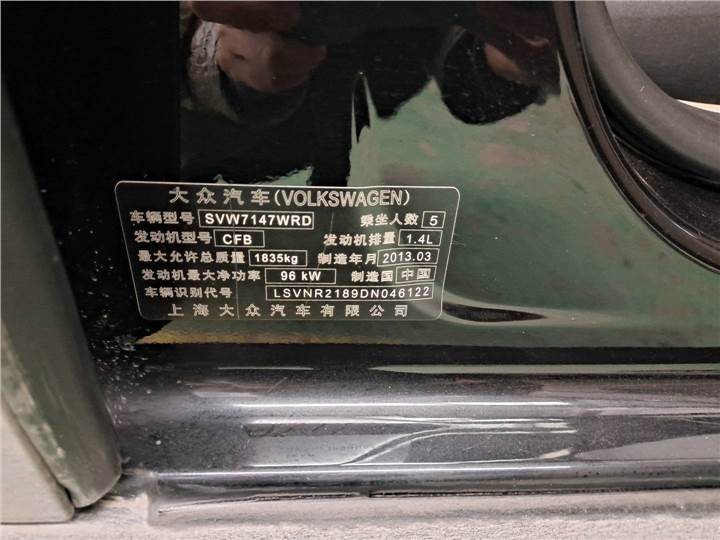 大众汽车(VOLKSWAGEN)
车辆型号 SVW7147WRD 乘坐人数 5
发动机型号 CFB 发动机排量 1.4L
最大允许总质量 1835kg 制造年月 2013.03
发动机最大净功率 96 kW 制造国 中国
车辆识别代号 LSVNR2189DN046122
上海大众汽车有限公司